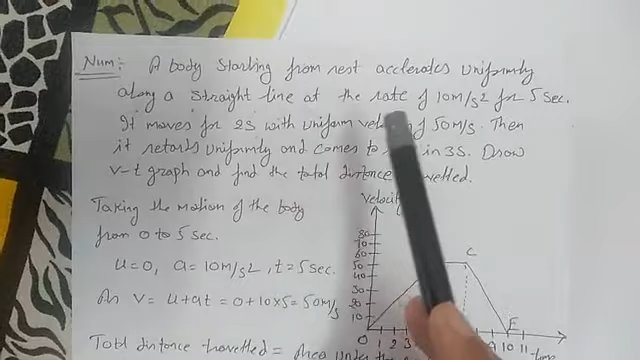 Num:- A body starting from rest accelerates uniformly
along a straight line at the rate of 10m/s2 for 5 sec.
It moves for 2s with uniform of 50m/s. Then
it retards uniformly and comes to in 3s. Draw
v-t graph and find the total distance
Taking the motion of the body
from 0 to 5 sec.
u=0, a=10m/s2, t=5sec.
As v= u+at = 0+10×5=50m/s
Total distance travelled = Area under the
Velocity
80
70
60
50
40
30
20
10
O 1 2 3 9 10 11 time
C
E